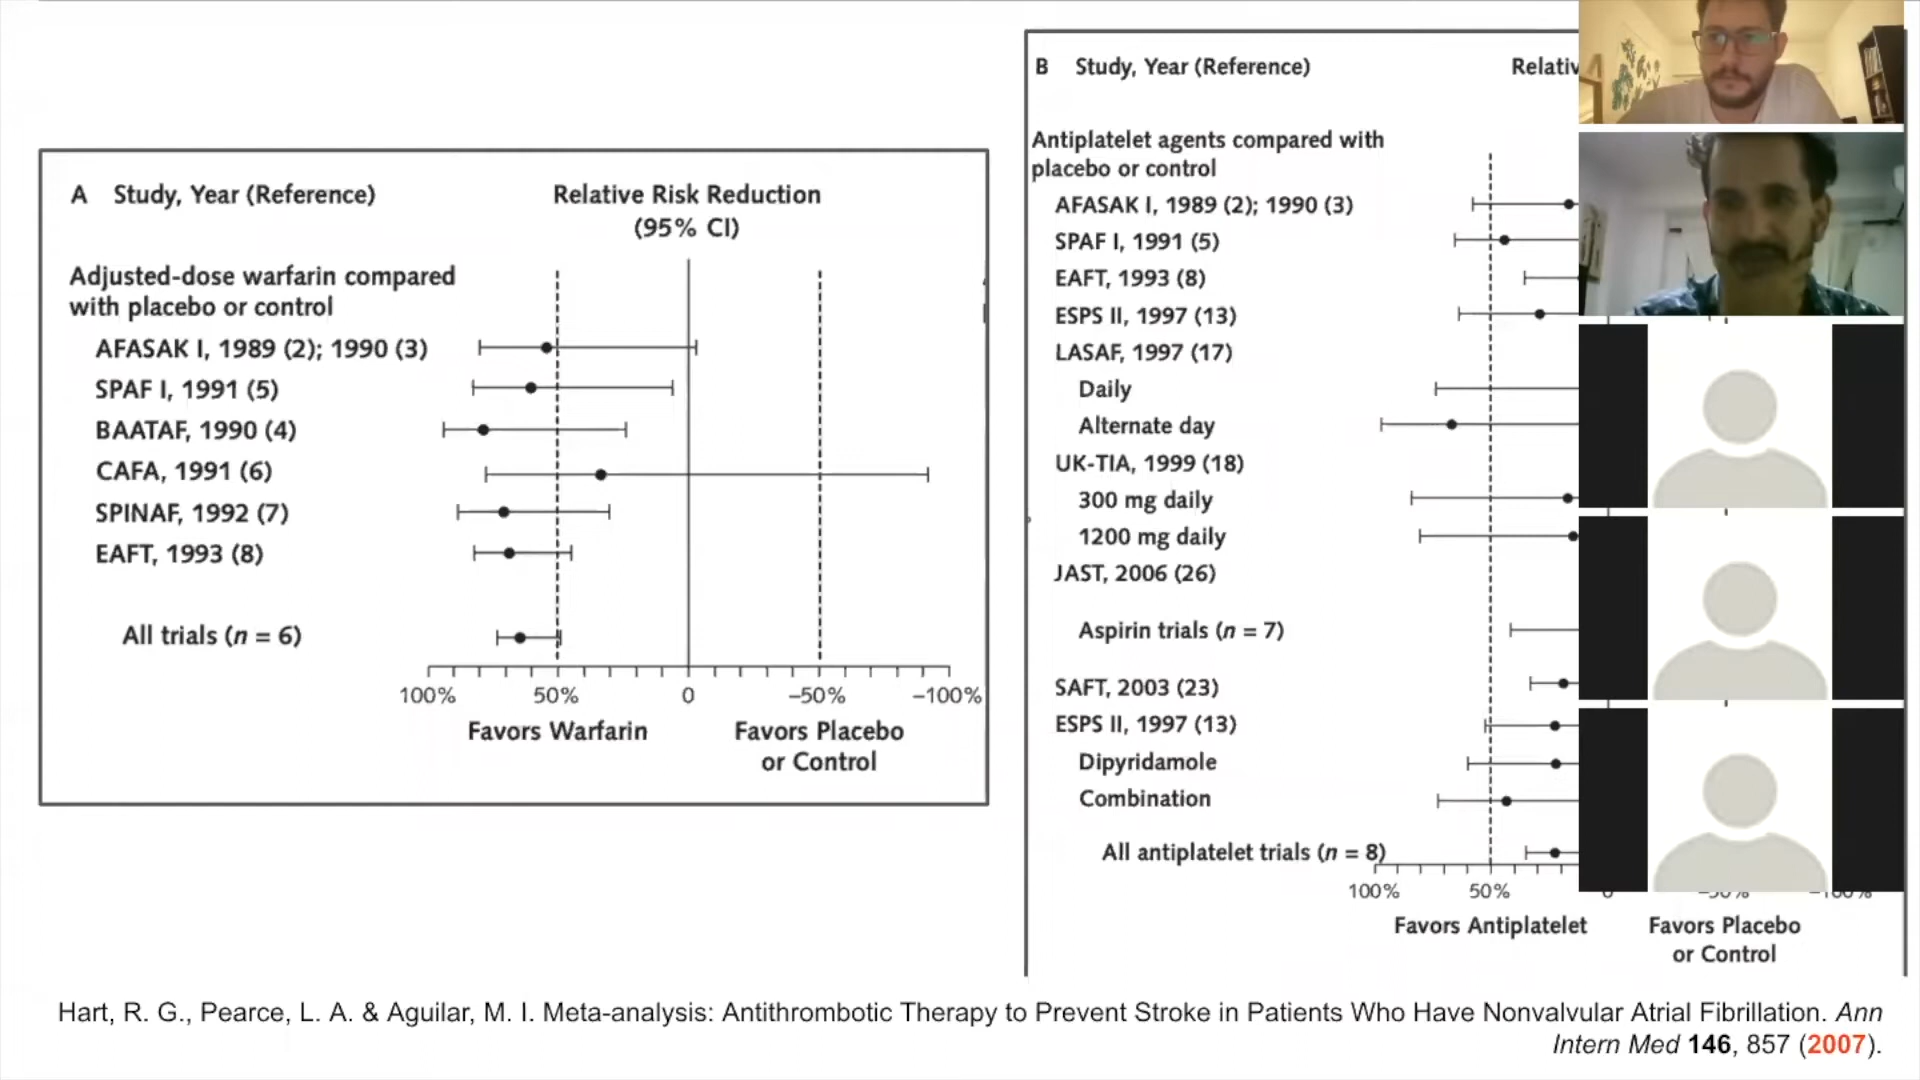 A Study, Year (Reference)
Relative Risk Reduction
(95% CI)
Adjusted-dose warfarin compared
with placebo or control
AFASAK I, 1989 (2); 1990 (3)
SPAF I, 1991 (5)
BAATAF, 1990 (4)
CAFA, 1991 (6)
SPINAF, 1992 (7)
EAFT, 1993 (8)
All trials (n = 6)
100% 50% 0 –50% –100%
Favors Warfarin
Favors Placebo
or Control
B Study, Year (Reference)
Antiplatelet agents compared with
placebo or control
AFASAK I, 1989 (2); 1990 (3)
SPAF I, 1991 (5)
EAFT, 1993 (8)
ESPS II, 1997 (13)
LASAF, 1997 (17)
Daily
Alternate day
UK-TIA, 1999 (18)
300 mg daily
1200 mg daily
JAST, 2006 (26)
Aspirin trials (n = 7)
SAFT, 2003 (23)
ESPS II, 1997 (13)
Dipyridamole
Combination
All antiplatelet trials (n = 8)
100% 50%
Favors Antiplatelet
Favors Placebo
or Control
Hart, R. G., Pearce, L. A. & Aguilar, M. I. Meta-analysis: Antithrombotic Therapy to Prevent Stroke in Patients Who Have Nonvalvular Atrial Fibrillation. Ann
Intern Med 146, 857 (2007).